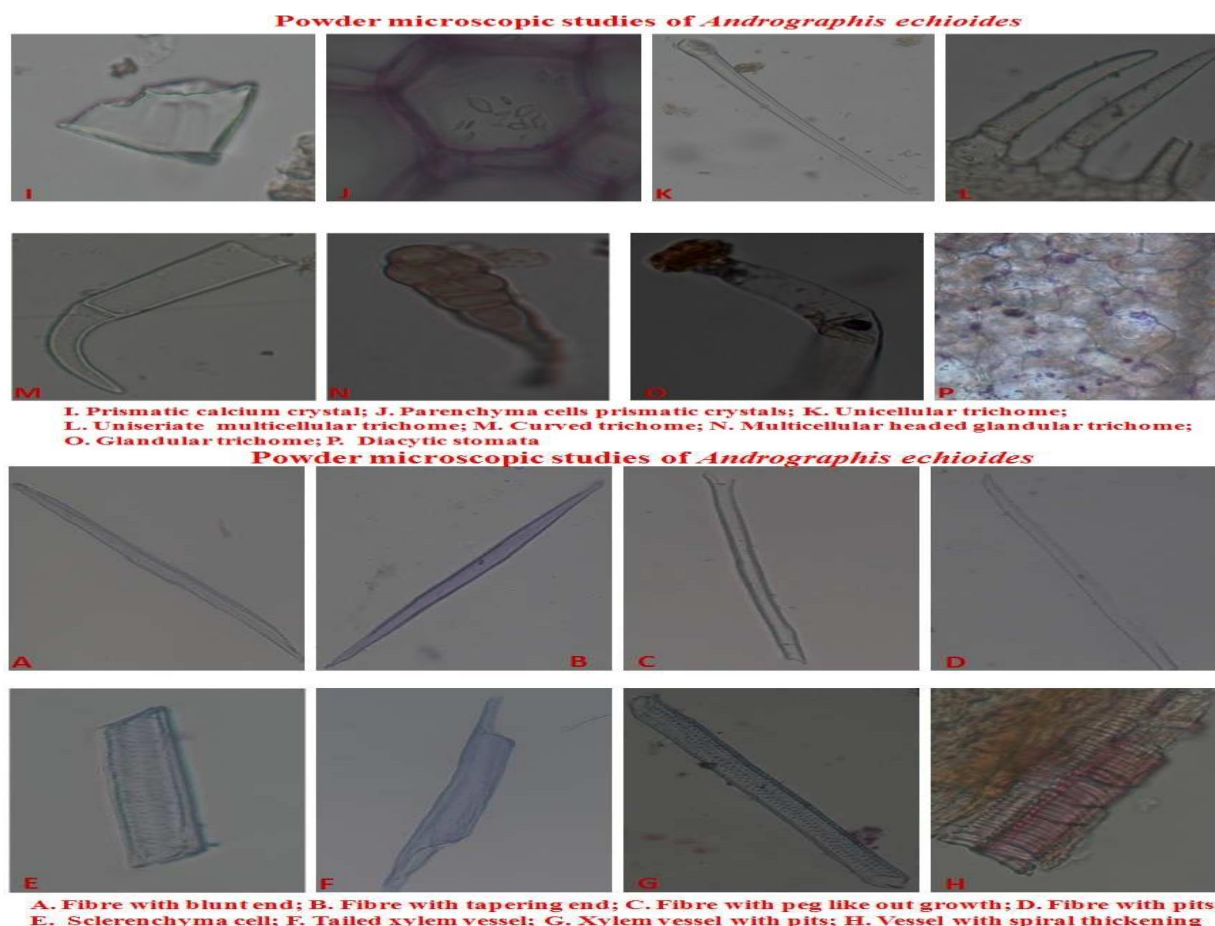 Powder microscopic studies of Andrographis echioides
I J K L
M N O P
I. Prismatic calcium crystal; J. Parenchyma cells prismatic crystals; K. Unicellular trichome;
L. Uniseriate multicellular trichome; M. Curved trichome; N. Multicellular headed glandular trichome;
O. Glandular trichome; P. Diacytic stomata
Powder microscopic studies of Andrographis echioides
A B C D
E F G H
A. Fibre with blunt end; B. Fibre with tapering end; C. Fibre with peg like out growth; D. Fibre with pits
E. Sclerenchyma cell; F. Tailed xylem vessel; G. Xylem vessel with pits; H. Vessel with spiral thickening